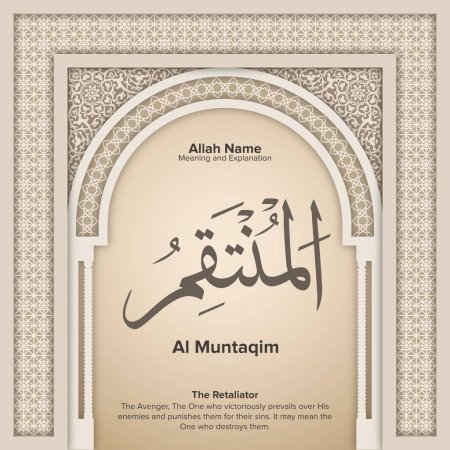 Allah Name
Meaning and Explanation
المُنْتَقِمُ
Al Muntaqim
The Retaliator
The Avenger, The One who victoriously prevails over His
enemies and punishes them for their sins. It may mean the
One who destroys them.